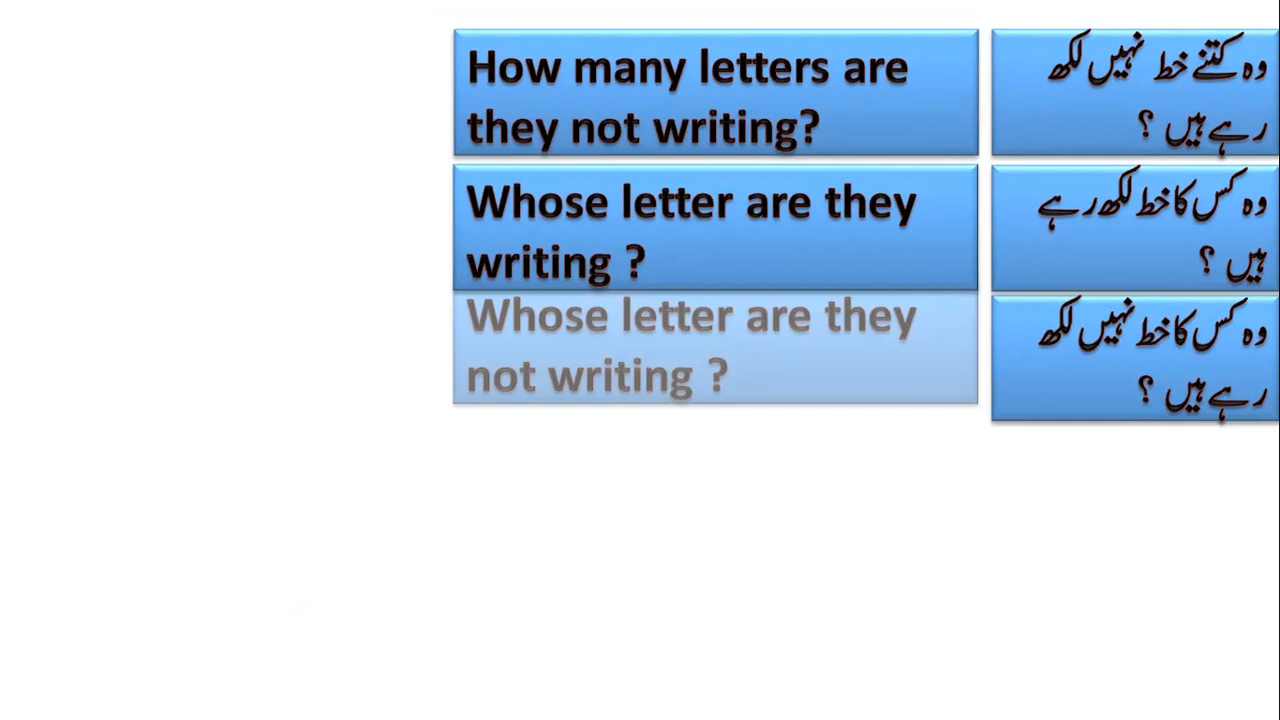 How many letters are
they not writing?
وہ کتنے خط نہیں لکھ
رہے ہیں ؟
Whose letter are they
writing ?
وہ کس کا خط لکھ رہے
ہیں ؟
Whose letter are they
not writing ?
وہ کس کا خط نہیں لکھ
رہے ہیں ؟